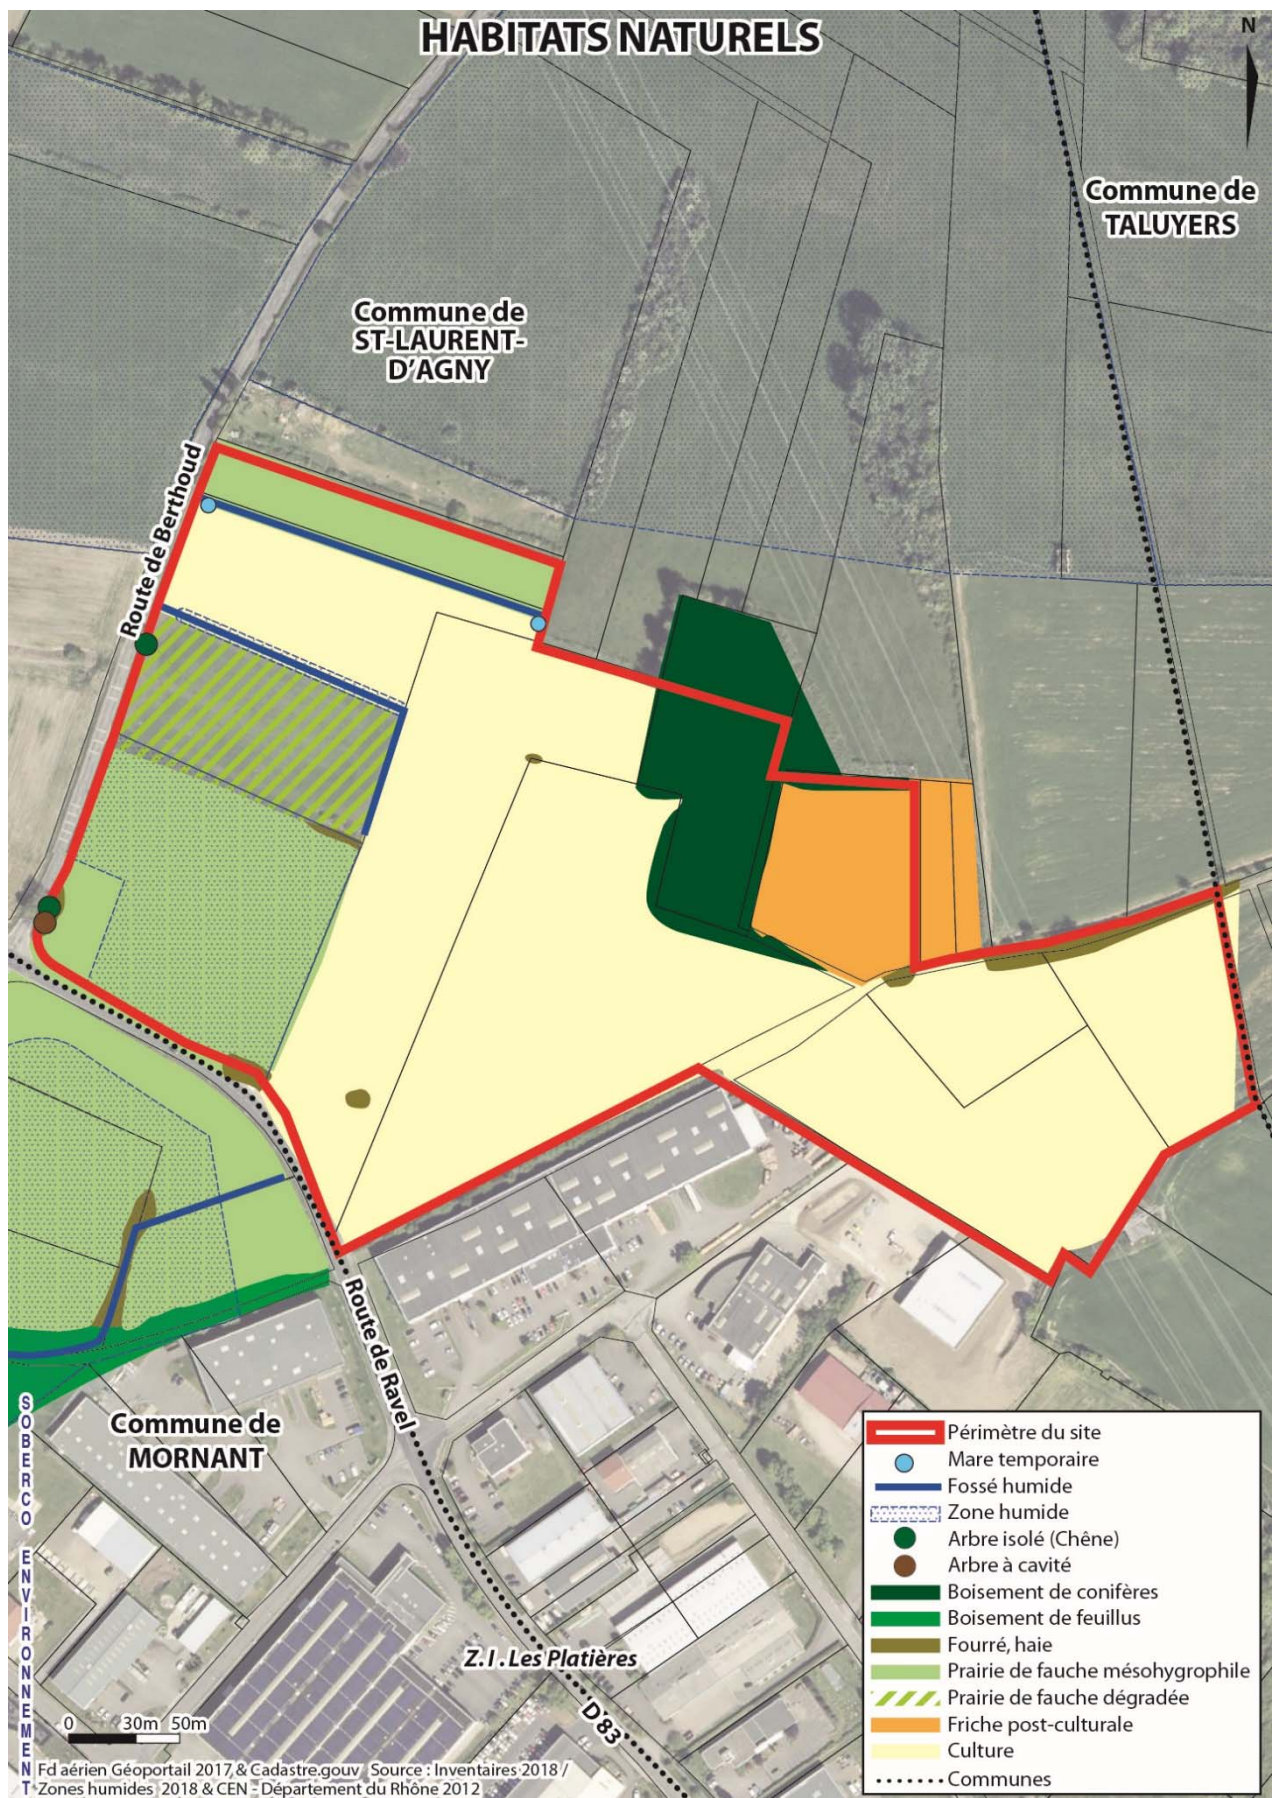 HABITATS NATURELS
N
Commune de
TALUYERS
Commune de
ST-LAURENT-
D'AGNY
Route de Berthoud
Route de Ravel
Commune de
MORNANT
Z.I. Les Platières
D 83
SOBERCO ENVIRONNEMENT
0 30m 50m
Fd aérien Géoportail 2017 & Cadastre.gouv Source : Inventaires 2018 /
Zones humides 2018 & CEN - Département du Rhône 2012
Périmètre du site
Mare temporaire
Fossé humide
Zone humide
Arbre isolé (Chêne)
Arbre à cavité
Boisement de conifères
Boisement de feuillus
Fourré, haie
Prairie de fauche mésohygrophile
Prairie de fauche dégradée
Friche post-culturale
Culture
Communes